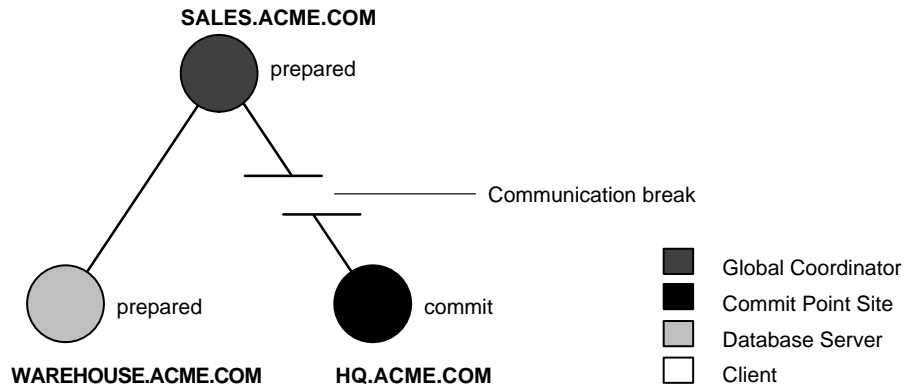 SALES.ACME.COM
prepared
Communication break
prepared
commit
WAREHOUSE.ACME.COM
HQ.ACME.COM
Global Coordinator
Commit Point Site
Database Server
Client